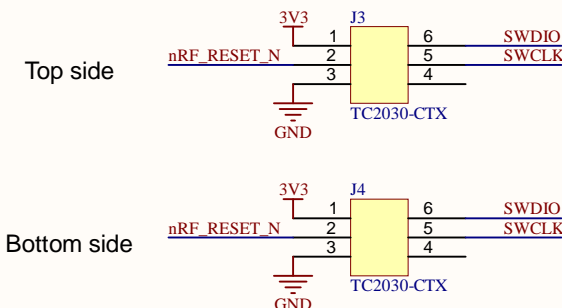 3V3 J3
1 6 SWDIO
nRF_RESET_N 2 5 SWCLK
Top side 3 4
TC2030-CTX
GND
3V3 J4
1 6 SWDIO
nRF_RESET_N 2 5 SWCLK
Bottom side 3 4
TC2030-CTX
GND